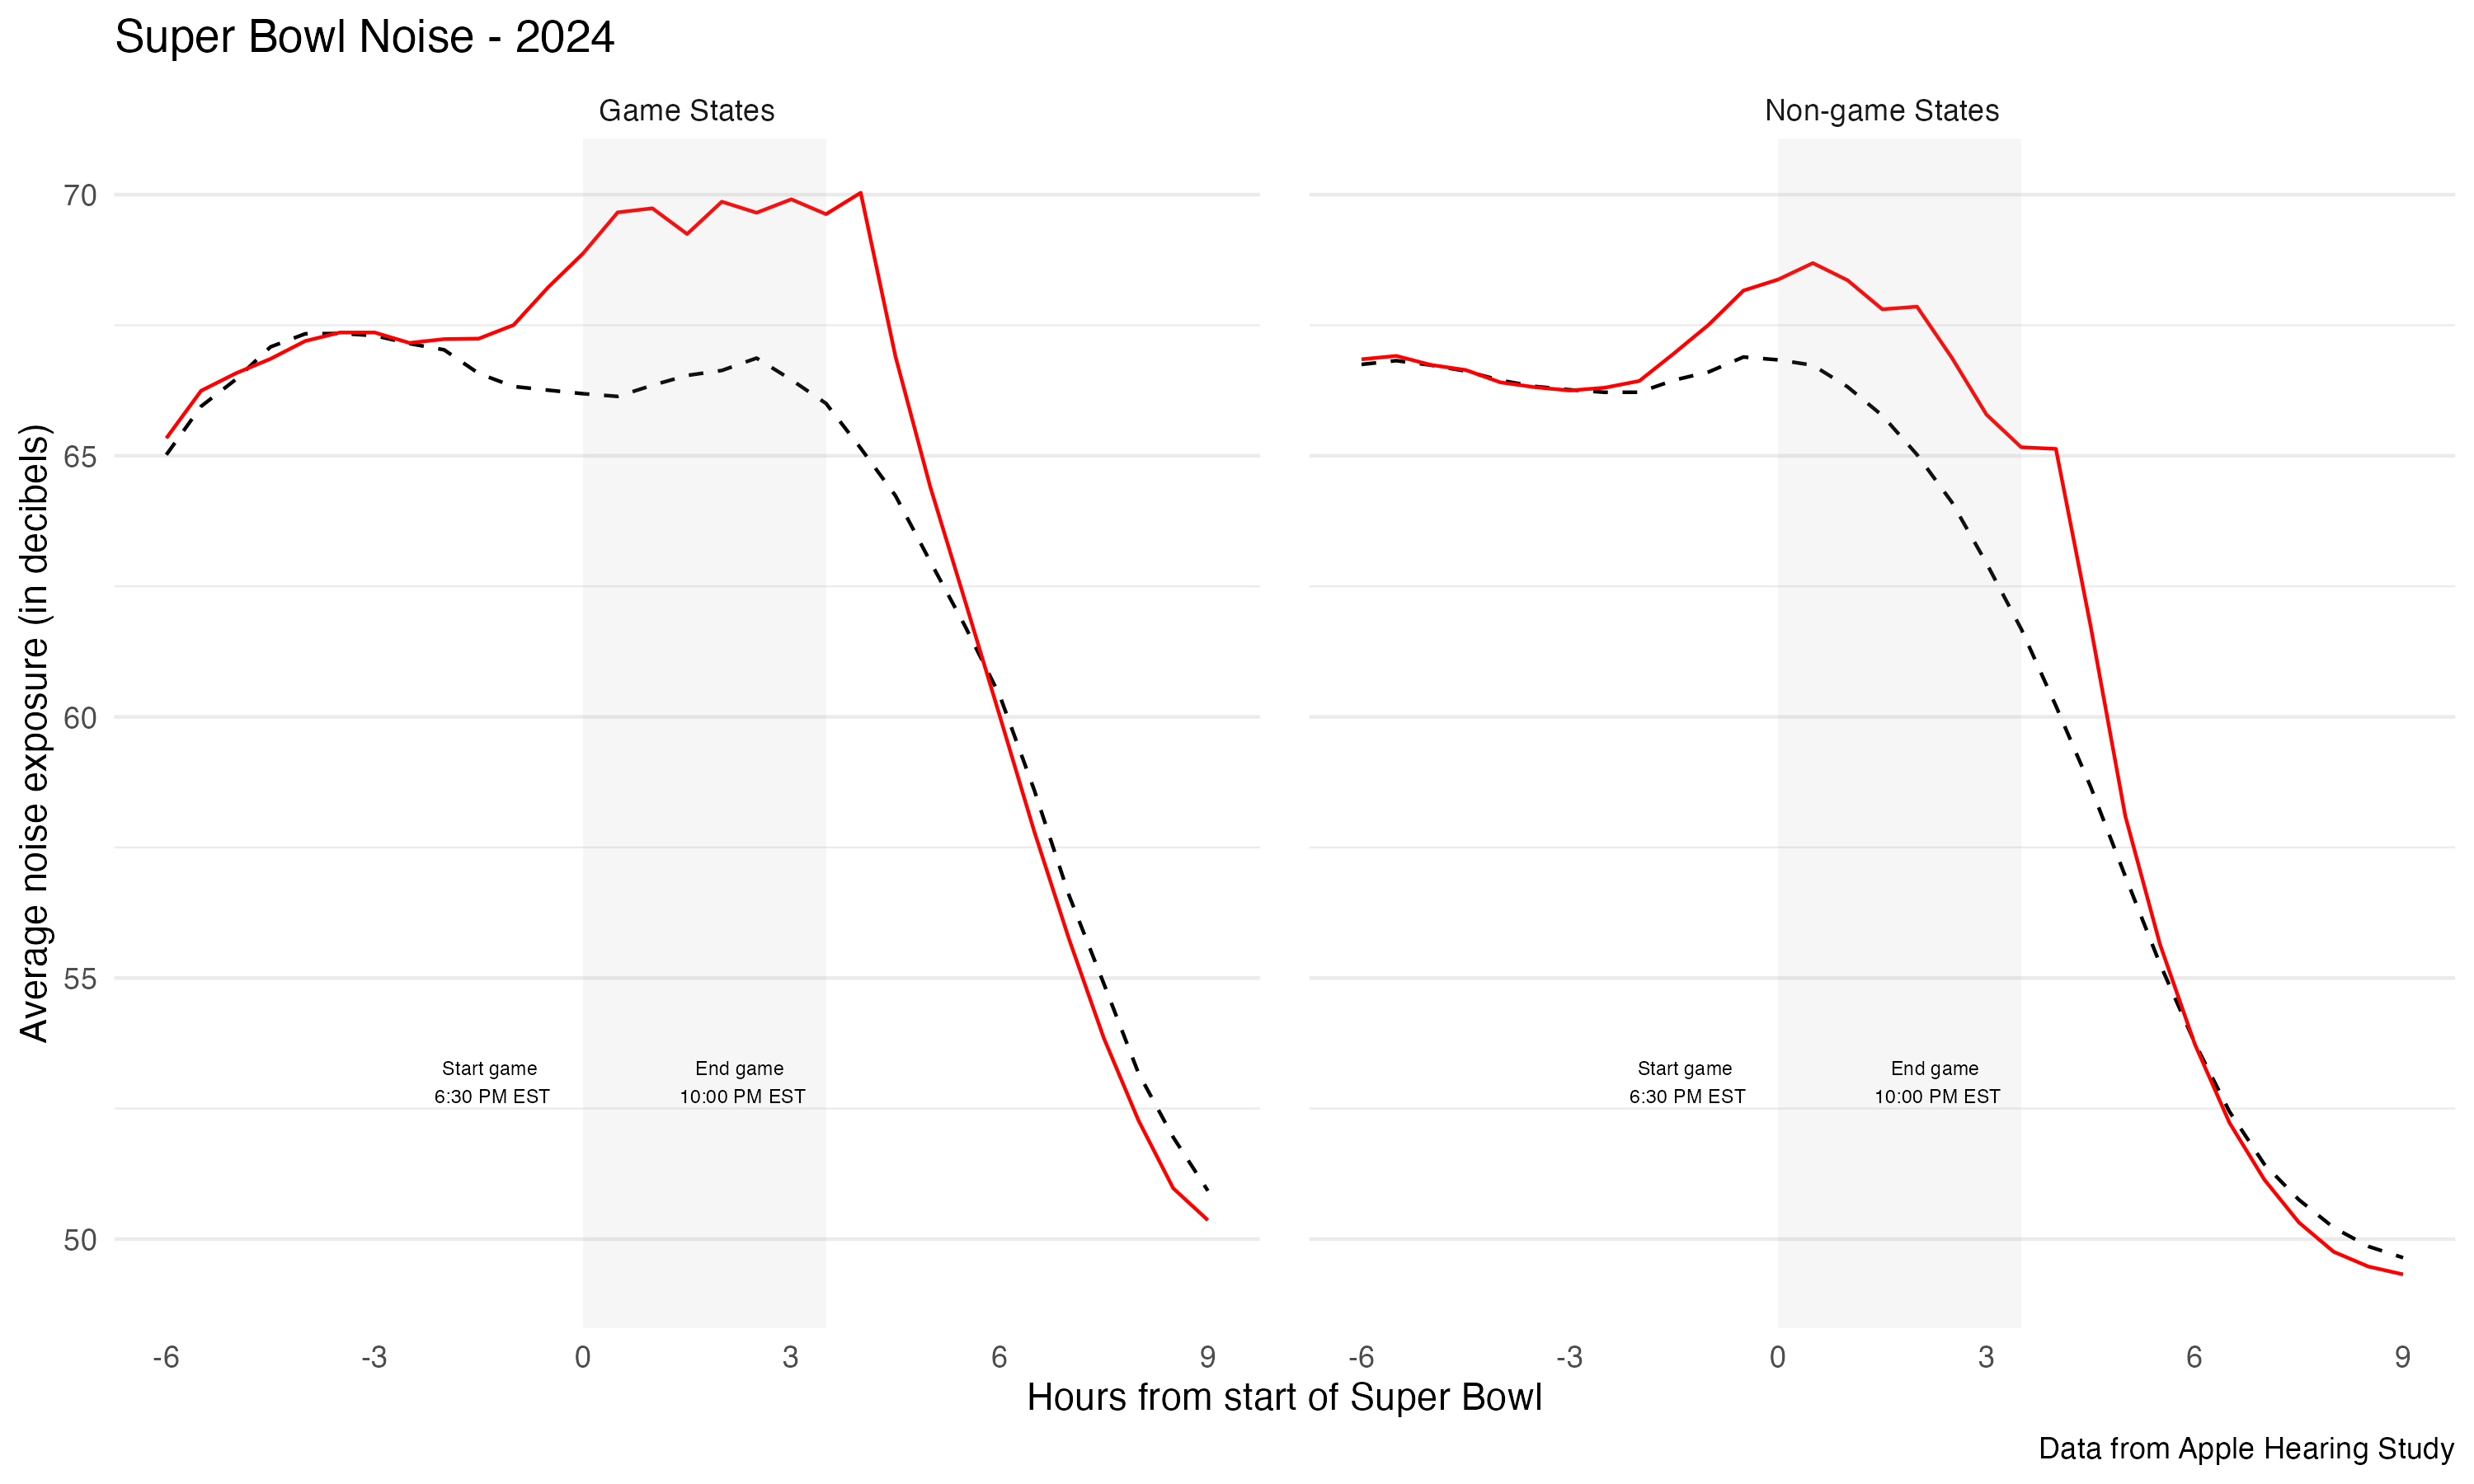 Super Bowl Noise - 2024
Game States
Non-game States
Average noise exposure (in decibels)
70
65
60
55
50
Start game
6:30 PM EST
End game
10:00 PM EST
Start game
6:30 PM EST
End game
10:00 PM EST
-6 -3 0 3 6 9
-6 -3 0 3 6 9
Hours from start of Super Bowl
Data from Apple Hearing Study